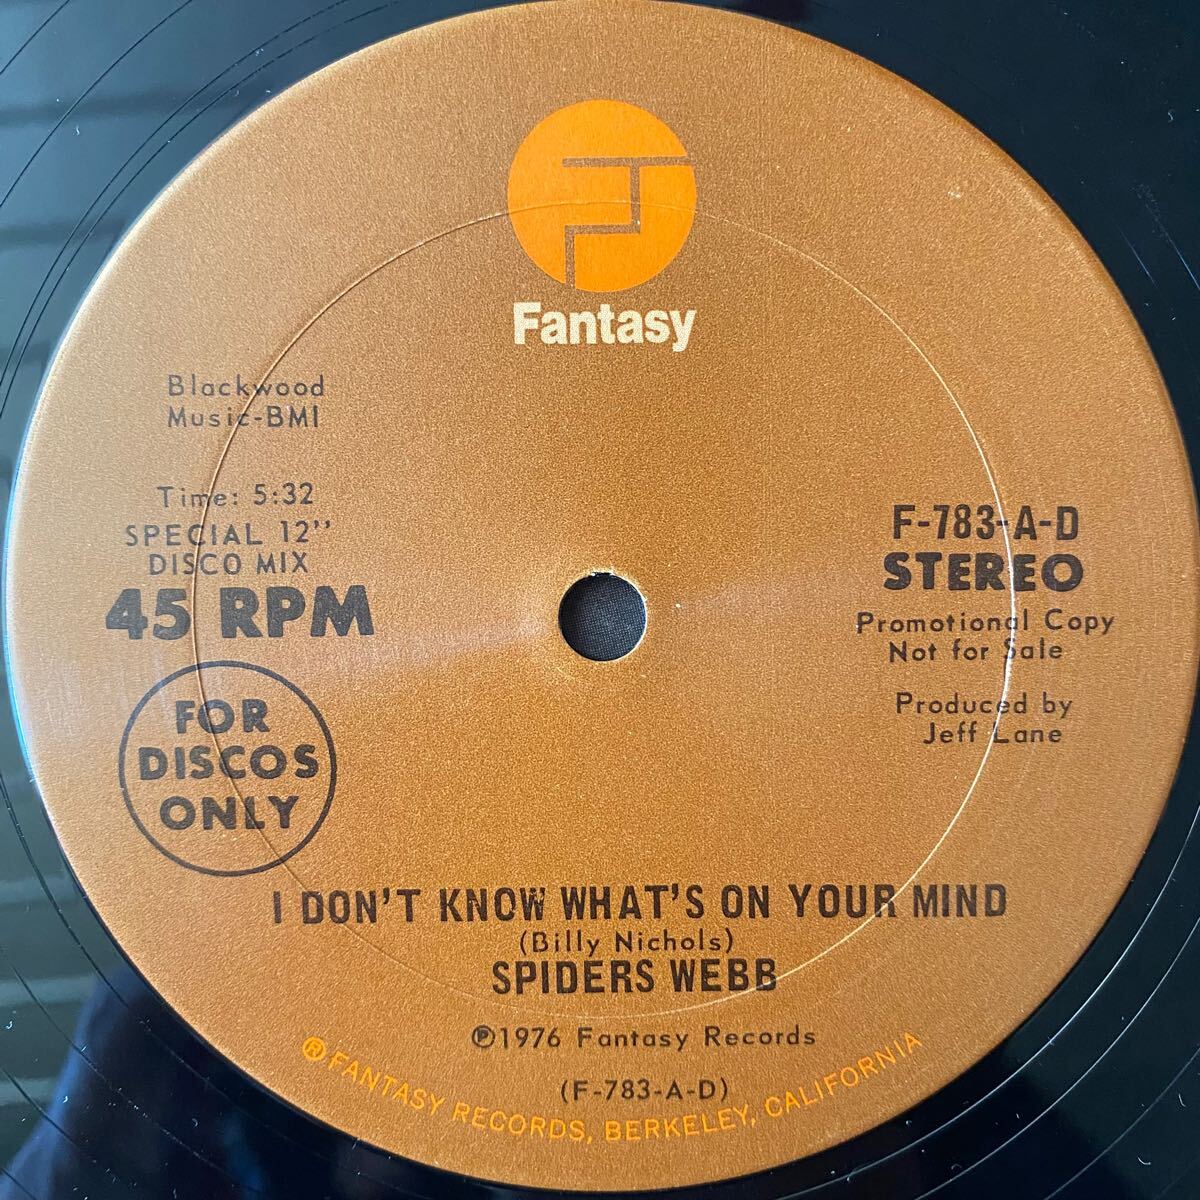 Fantasy
Blackwood
Music-BMI
Time: 5:32
SPECIAL 12"
DISCO MIX
45 RPM
FOR
DISCOS
ONLY
F-783-A-D
STEREO
Promotional Copy
Not for Sale
Produced by
Jeff Lane
I DON'T KNOW WHAT'S ON YOUR MIND
(Billy Nichols)
SPIDERS WEBB
℗1976 Fantasy Records
(F-783-A-D)
® FANTASY RECORDS, BERKELEY, CALIFORNIA